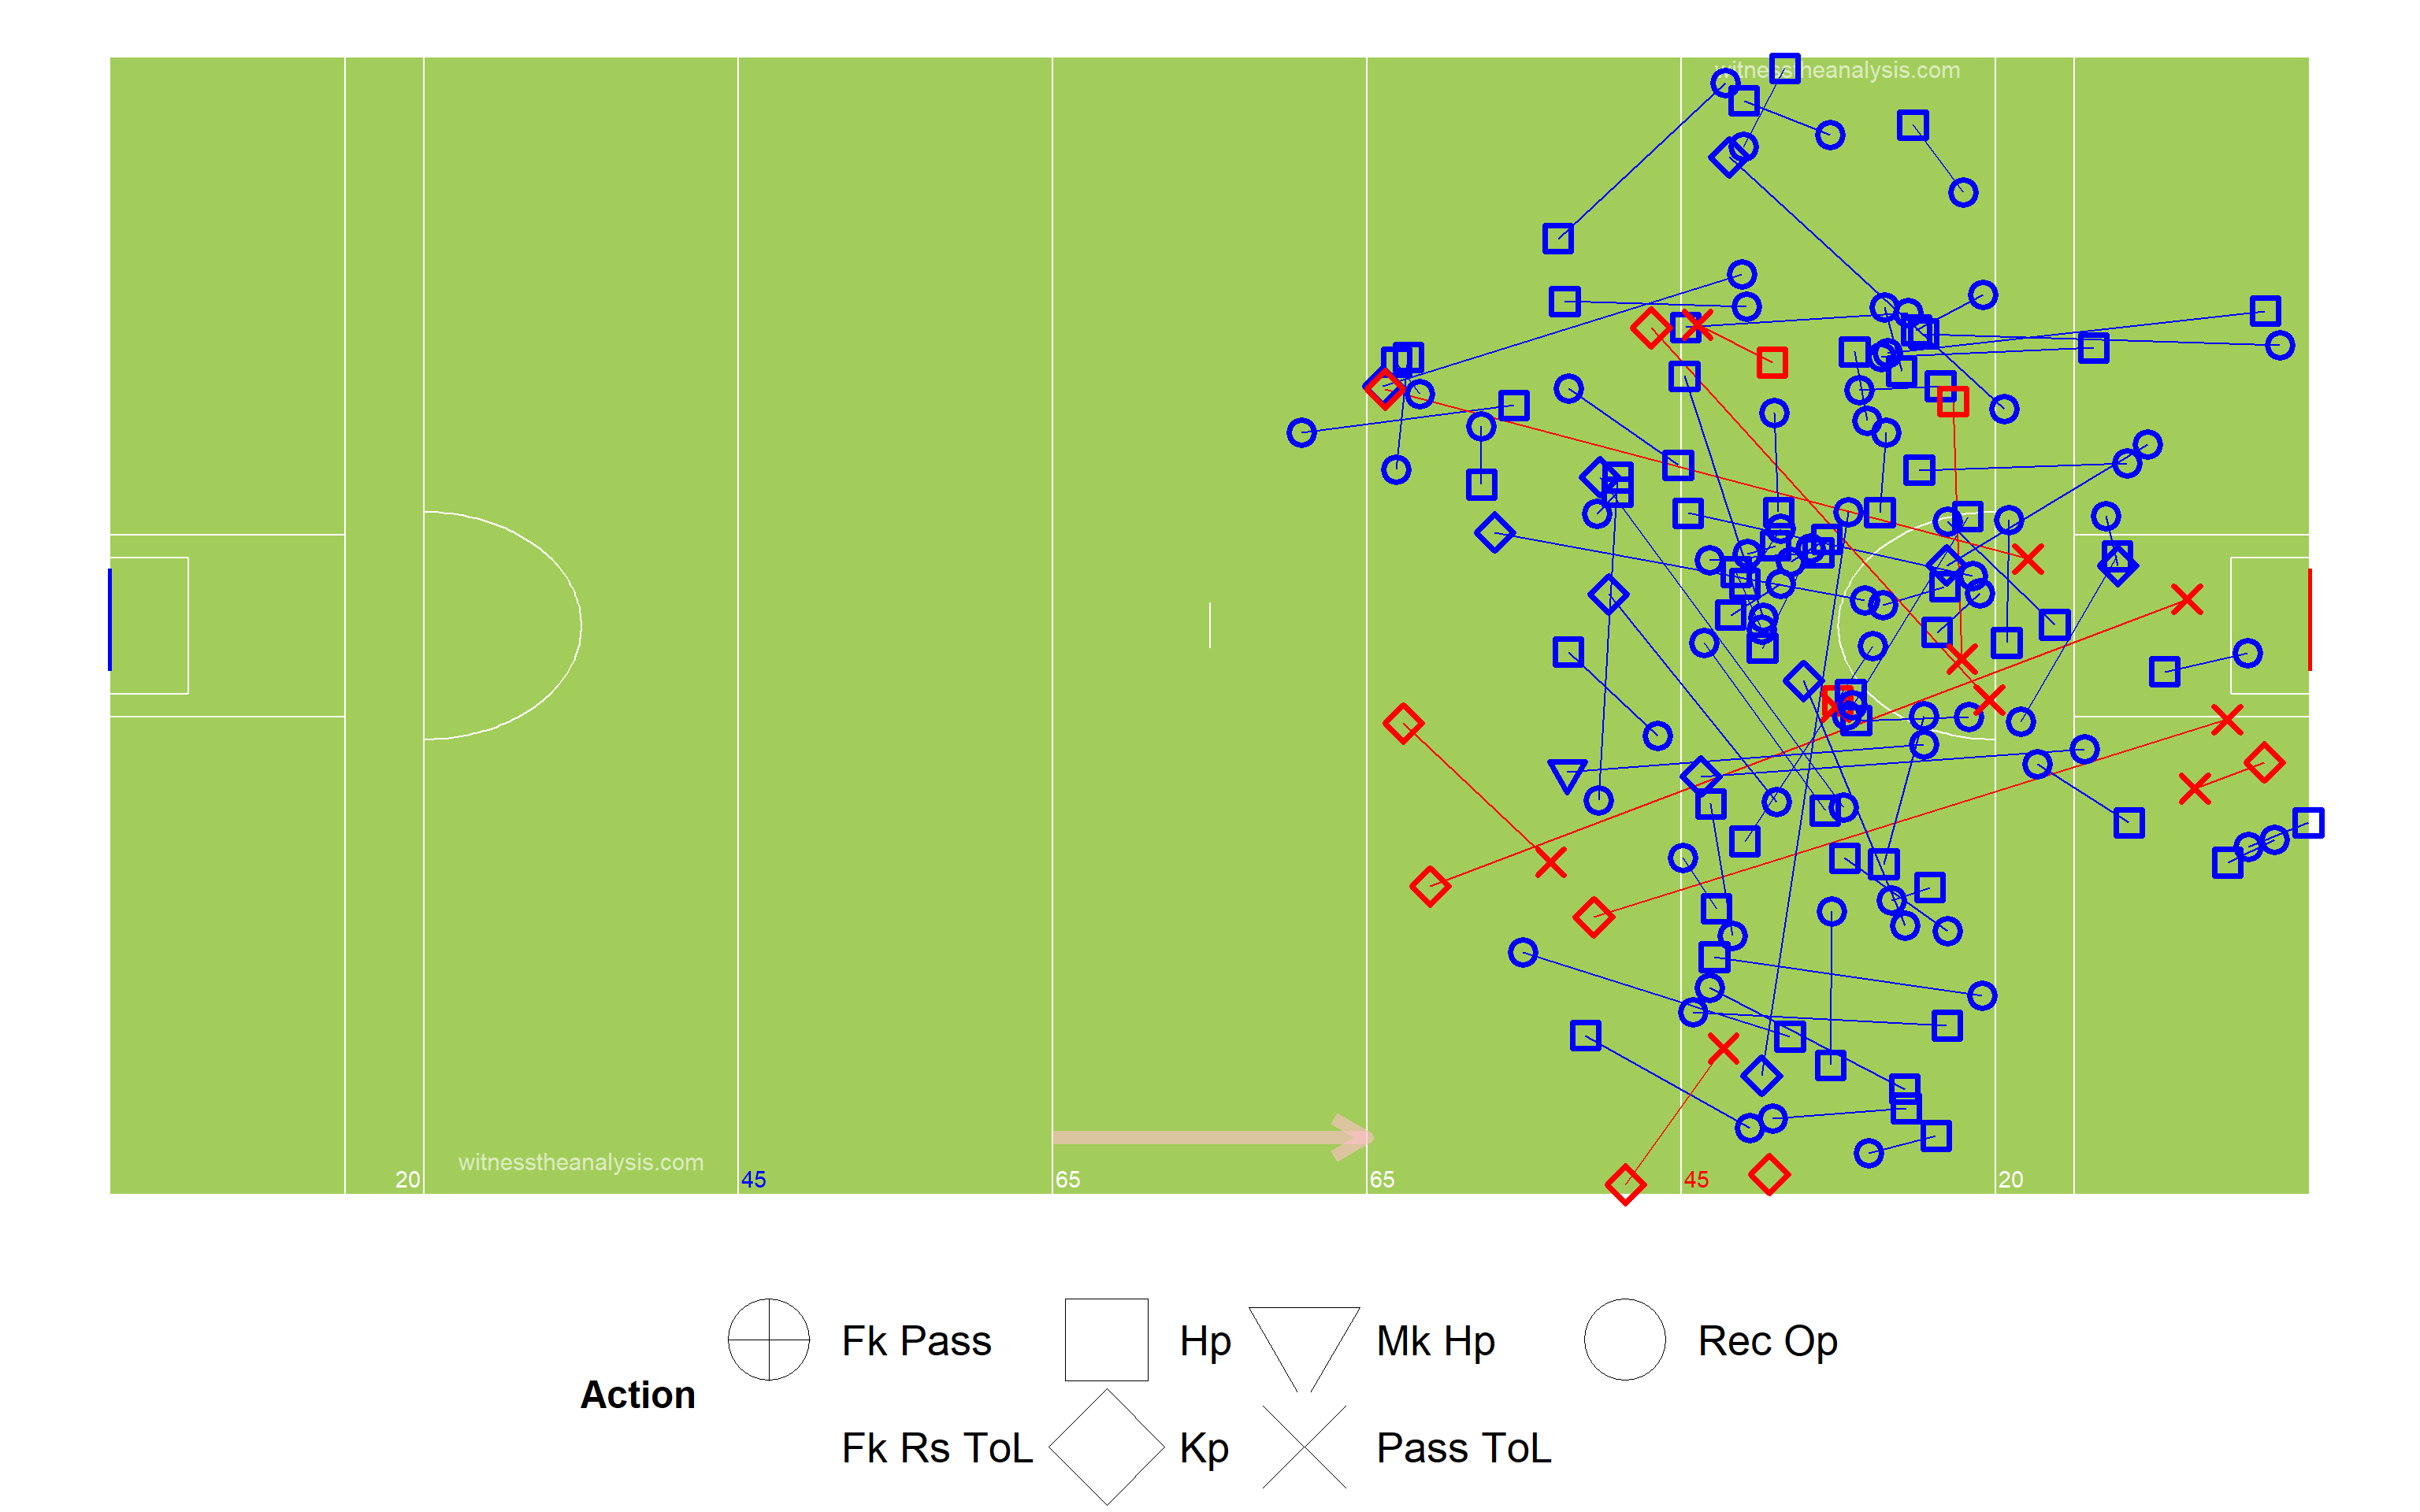 witnesstheanalysis.com
witnesstheanalysis.com
20 45 65 65 45 20
Action
Fk Pass Hp Mk Hp Rec Op
Fk Rs ToL Kp Pass ToL